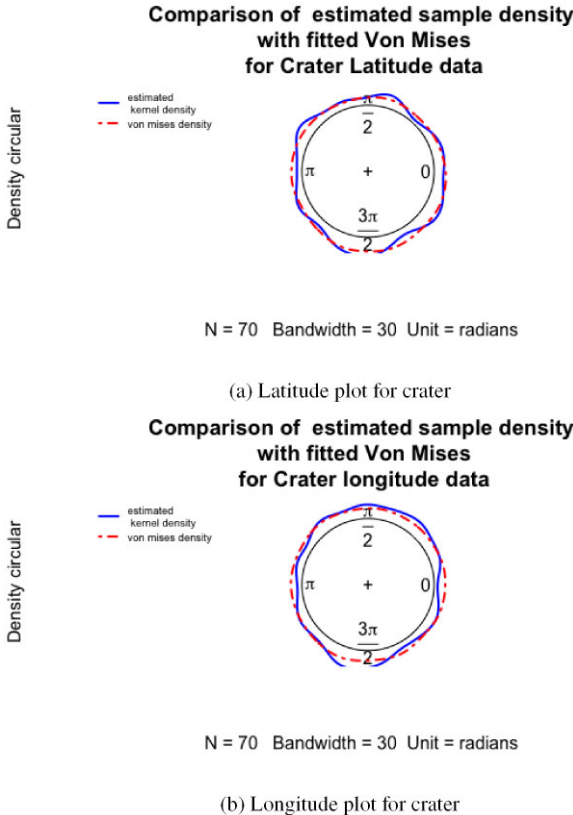 Comparison of estimated sample density
with fitted Von Mises
for Crater Latitude data
Density circular
estimated
kernel density
von mises density
π
2
π
+
0
3π
2
N = 70 Bandwidth = 30 Unit = radians
(a) Latitude plot for crater
Comparison of estimated sample density
with fitted Von Mises
for Crater longitude data
Density circular
estimated
kernel density
von mises density
π
2
π
+
0
3π
2
N = 70 Bandwidth = 30 Unit = radians
(b) Longitude plot for crater